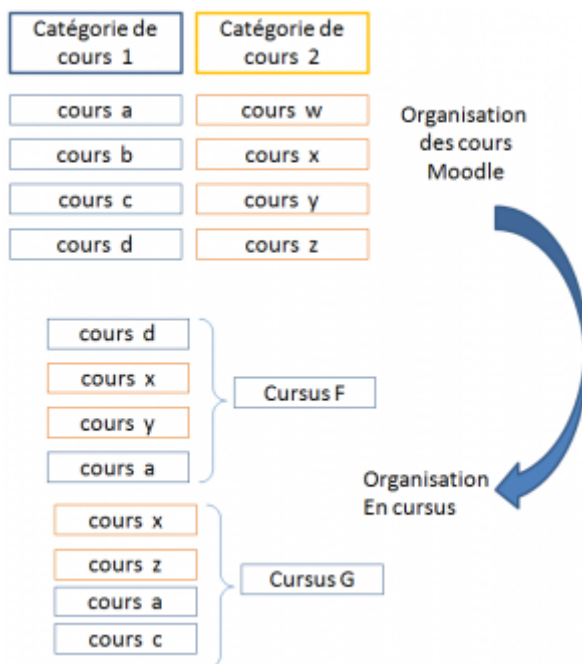 Catégorie de
cours 1
Catégorie de
cours 2
cours a
cours w
cours b
cours x
cours c
cours y
cours d
cours z
Organisation
des cours
Moodle
cours d
cours x
cours y
cours a
Cursus F
Organisation
En cursus
cours x
cours z
cours a
cours c
Cursus G